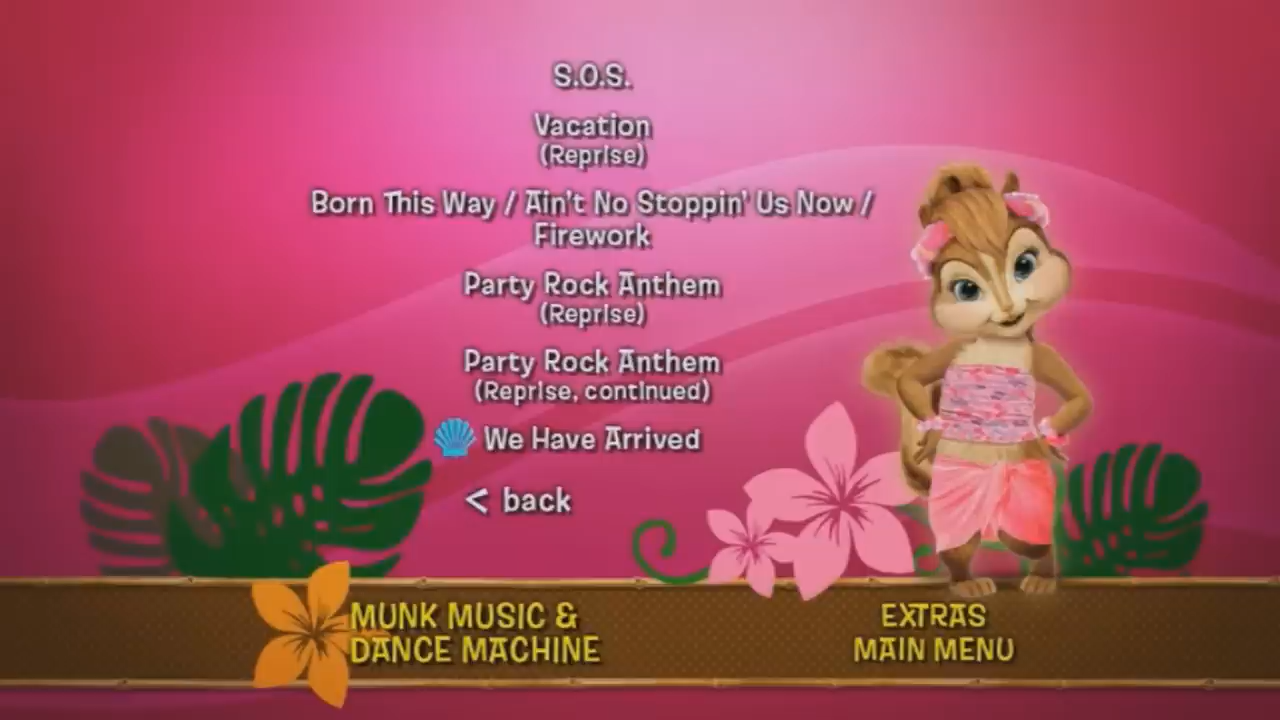 S.O.S.
Vacation
(Reprise)
Born This Way / Ain't No Stoppin' Us Now /
Firework
Party Rock Anthem
(Reprise)
Party Rock Anthem
(Reprise, continued)
We Have Arrived
< back
MUNK MUSIC &
DANCE MACHINE
EXTRAS
MAIN MENU